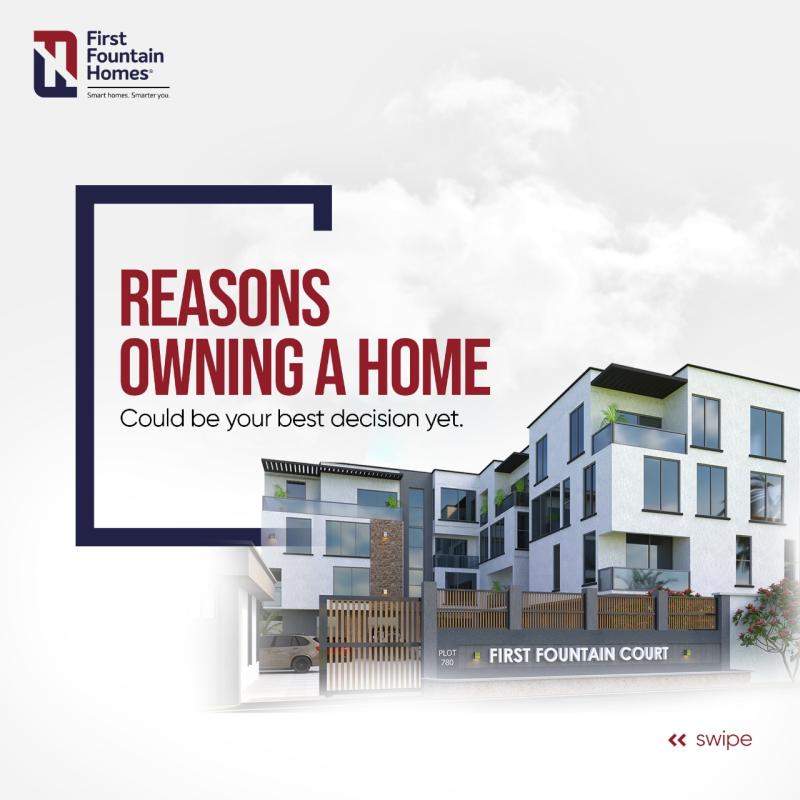 First
Fountain
Homes®
Smart homes. Smarter you.
REASONS
OWNING A HOME
Could be your best decision yet.
PLOT
780
FIRST FOUNTAIN COURT
swipe